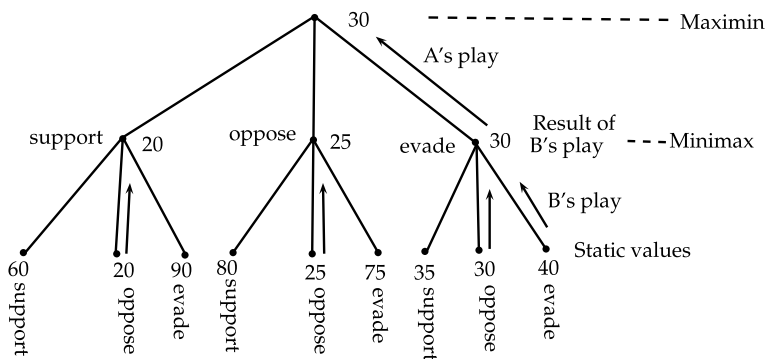 30
Maximin
A's play
support
20
oppose
25
evade
30
Result of
B's play
Minimax
B's play
Static values
60
20
90
80
25
75
35
30
40
support
oppose
evade
support
oppose
evade
support
oppose
evade